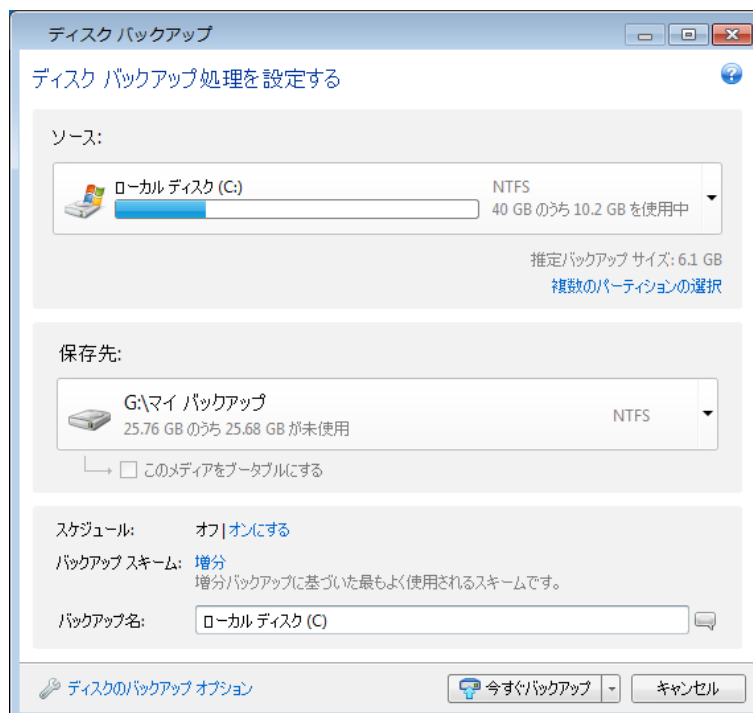 ディスク バックアップ
ディスク バックアップ処理を設定する
ソース:
ローカル ディスク (C:)
NTFS
40 GB のうち 10.2 GB を使用中
推定バックアップ サイズ: 6.1 GB
複数のパーティションの選択
保存先:
G:\マイ バックアップ
25.76 GB のうち 25.68 GB が未使用
NTFS
このメディアをブータブルにする
スケジュール: オフ|オンにする
バックアップ スキーム: 増分
増分バックアップに基づいた最もよく使用されるスキームです。
バックアップ名: ローカル ディスク (C)
ディスクのバックアップ オプション
今すぐバックアップ
キャンセル